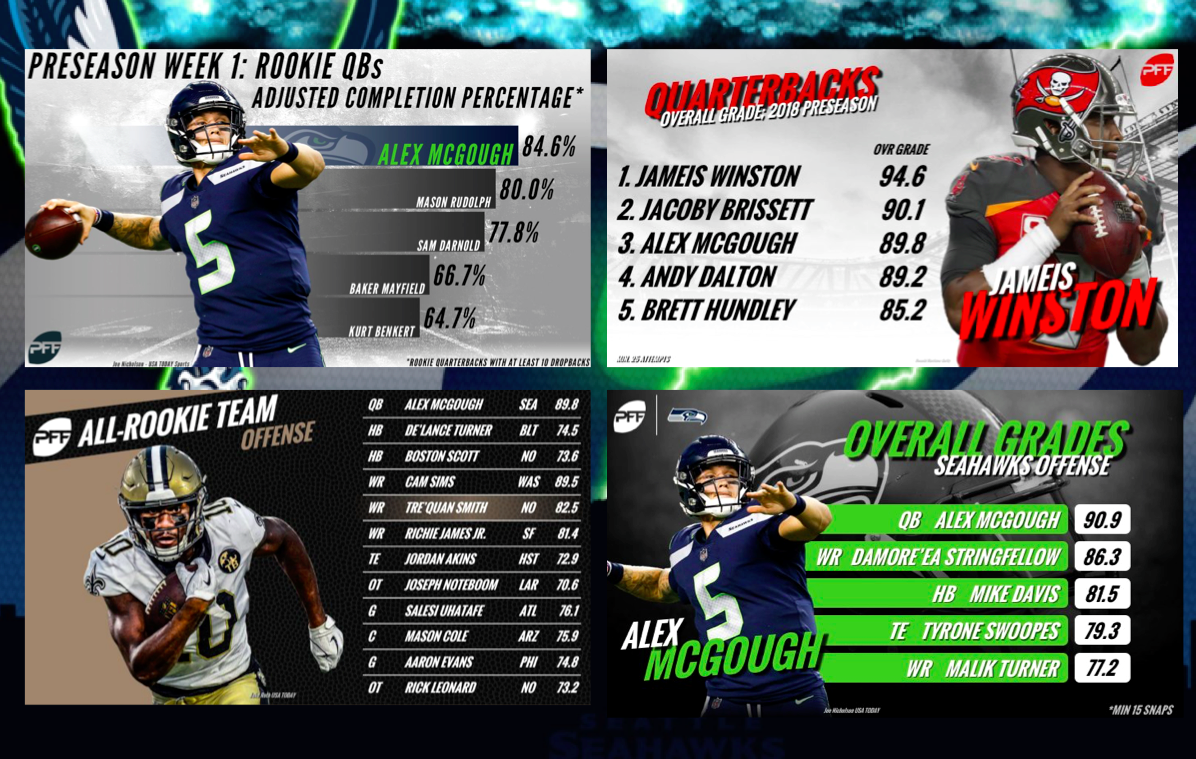 PRESEASON WEEK 1: ROOKIE QBs
ADJUSTED COMPLETION PERCENTAGE*
ALEX MCGOUGH 84.6%
MASON RUDOLPH 80.0%
SAM DARNOLD 77.8%
BAKER MAYFIELD 66.7%
KURT BENKERT 64.7%
SEAHAWKS
5
PFF
Joe Nicholson - USA TODAY Sports
*ROOKIE QUARTERBACKS WITH AT LEAST 10 DROPBACKS
PFF
QUARTERBACKS
OVERALL GRADE: 2018 PRESEASON
OVR GRADE
1. JAMEIS WINSTON 94.6
2. JACOBY BRISSETT 90.1
3. ALEX MCGOUGH 89.8
4. ANDY DALTON 89.2
5. BRETT HUNDLEY 85.2
JAMEIS
WINSTON
MIN. 25 ATTEMPTS
PFF
ALL-ROOKIE TEAM
OFFENSE
10
QB ALEX MCGOUGH SEA 89.8
HB DE'LANCE TURNER BLT 74.5
HB BOSTON SCOTT NO 73.6
WR CAM SIMS WAS 89.5
WR TRE'QUAN SMITH NO 82.5
WR RICHIE JAMES JR. SF 81.4
TE JORDAN AKINS HST 72.9
OT JOSEPH NOTEBOOM LAR 70.6
G SALESI UHATAFE ATL 76.1
C MASON COLE ARZ 75.9
G AARON EVANS PHI 74.8
OT RICK LEONARD NO 73.2
PFF
OVERALL GRADES
SEAHAWKS OFFENSE
QB ALEX MCGOUGH 90.9
WR DAMORE'EA STRINGFELLOW 86.3
HB MIKE DAVIS 81.5
TE TYRONE SWOOPES 79.3
WR MALIK TURNER 77.2
SEAHAWKS
5
ALEX
MCGOUGH
Joe Nicholson USA TODAY
*MIN 15 SNAPS
SEATTLE
SEAHAWKS